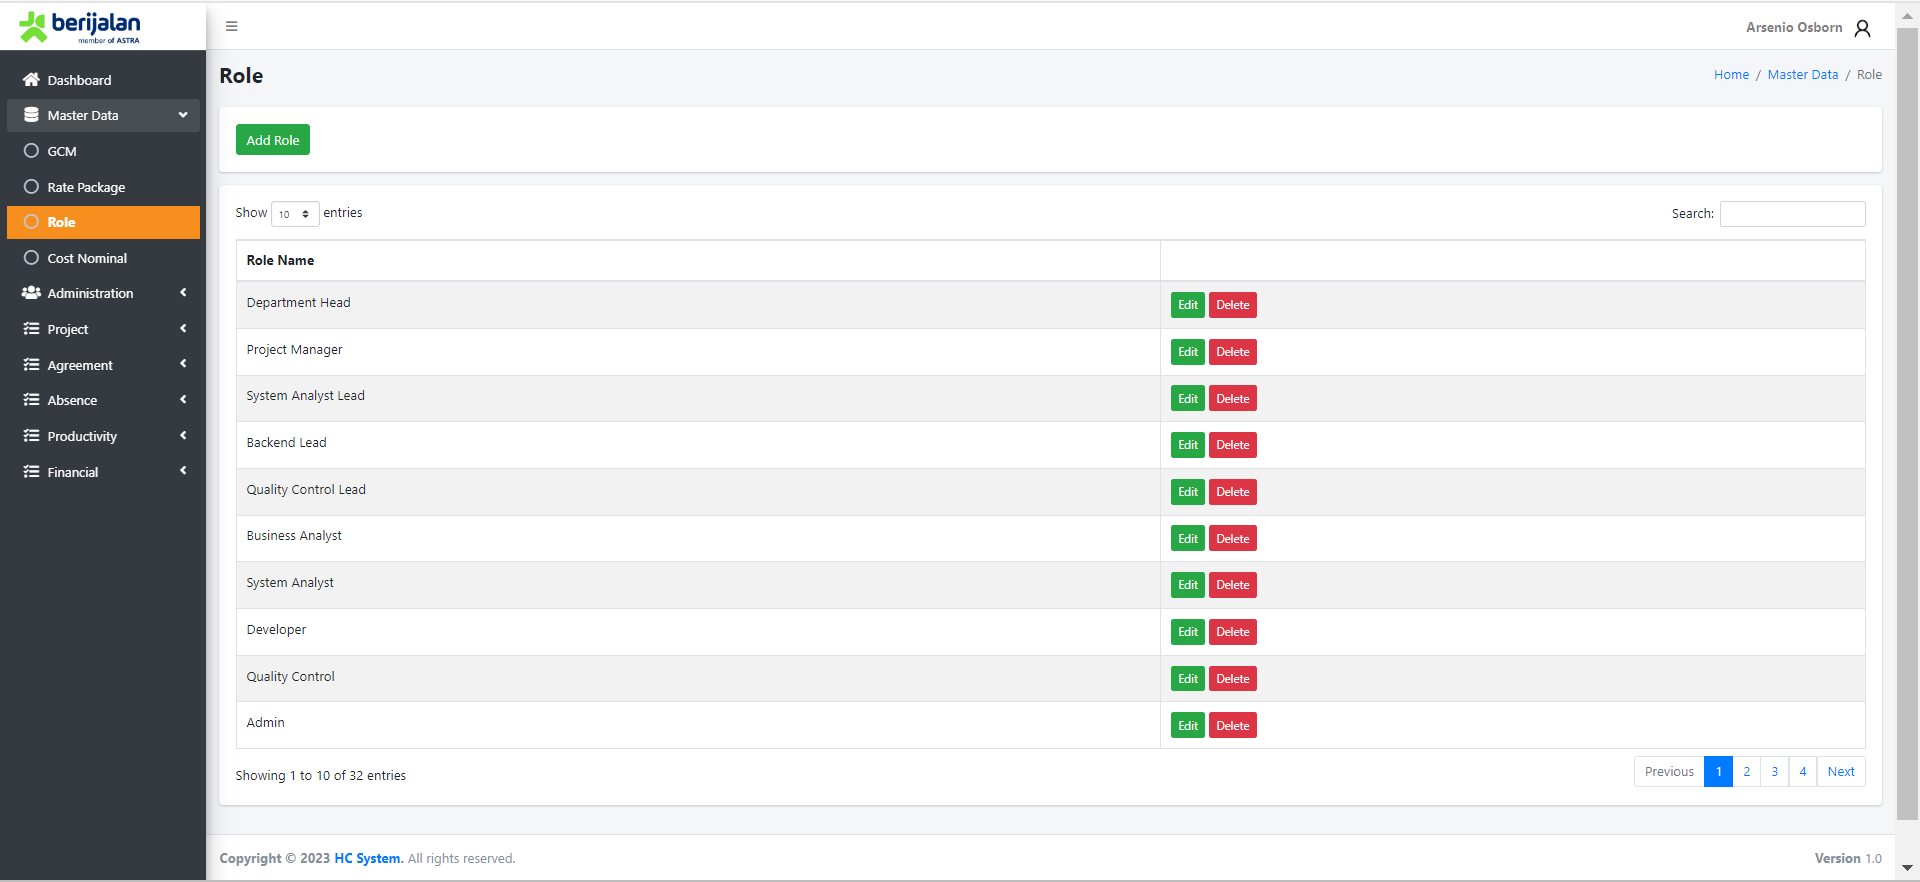 berijalan
member of ASTRA
Arsenio Osborn
Dashboard
Master Data
GCM
Rate Package
Role
Cost Nominal
Administration
Project
Agreement
Absence
Productivity
Financial
Role
Home / Master Data / Role
Add Role
Show 10 entries
Search:
Role Name
Department Head Edit Delete
Project Manager Edit Delete
System Analyst Lead Edit Delete
Backend Lead Edit Delete
Quality Control Lead Edit Delete
Business Analyst Edit Delete
System Analyst Edit Delete
Developer Edit Delete
Quality Control Edit Delete
Admin Edit Delete
Showing 1 to 10 of 32 entries
Previous 1 2 3 4 Next
Copyright © 2023 HC System. All rights reserved.
Version 1.0